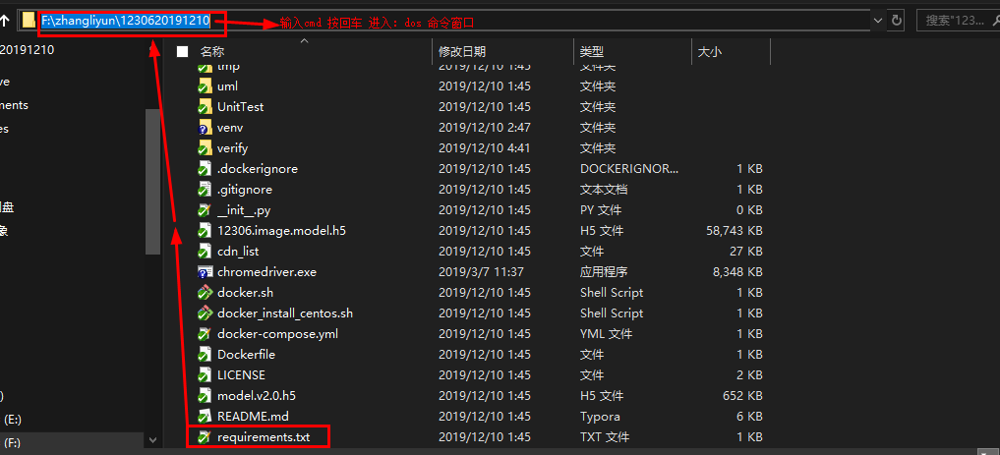 F:\zhangliyun\1230620191210
输入cmd 按回车 进入: dos 命令窗口
搜索"123...
20191210
名称 修改日期 类型 大小
tmp 2019/12/10 1:45 文件夹
ve
uml 2019/12/10 1:45 文件夹
ments
UnitTest 2019/12/10 1:45 文件夹
es
venv 2019/12/10 2:47 文件夹
verify 2019/12/10 4:41 文件夹
.dockerignore 2019/12/10 1:45 DOCKERIGNOR... 1 KB
.gitignore 2019/12/10 1:45 文本文档 1 KB
__init__.py 2019/12/10 1:45 PY 文件 0 KB
12306.image.model.h5 2019/12/10 1:45 H5 文件 58,743 KB
cdn_list 2019/12/10 1:45 文件 27 KB
chromedriver.exe 2019/3/7 11:37 应用程序 8,348 KB
docker.sh 2019/12/10 1:45 Shell Script 1 KB
docker_install_centos.sh 2019/12/10 1:45 Shell Script 1 KB
docker-compose.yml 2019/12/10 1:45 YML 文件 1 KB
Dockerfile 2019/12/10 1:45 文件 1 KB
LICENSE 2019/12/10 1:45 文件 2 KB
model.v2.0.h5 2019/12/10 1:45 H5 文件 652 KB
(E:)
README.md 2019/12/10 1:45 Typora 6 KB
(F:)
requirements.txt 2019/12/10 1:45 TXT 文件 1 KB